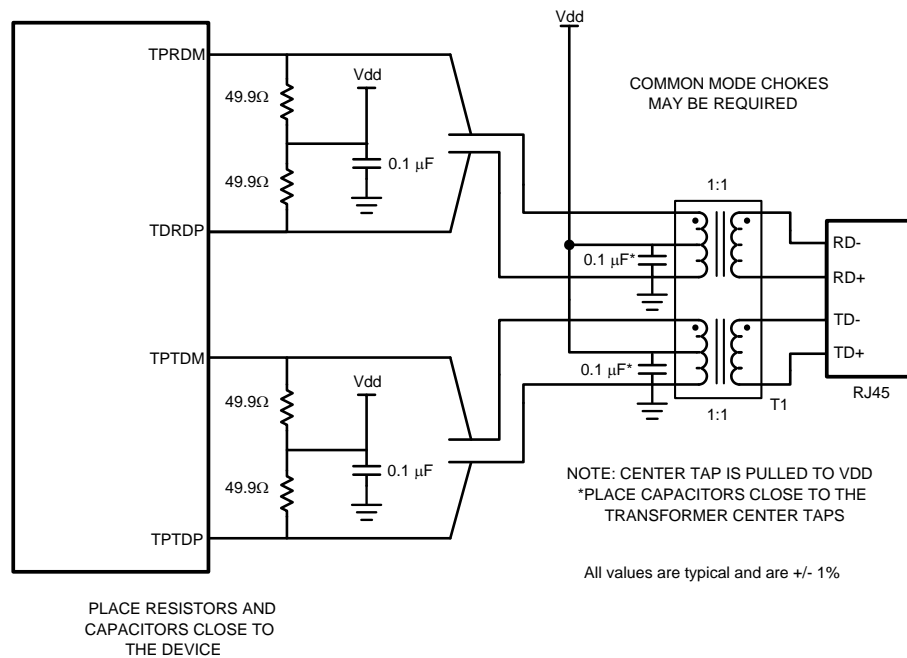 Vdd
TPRDM
Vdd
49.9Ω
COMMON MODE CHOKES
MAY BE REQUIRED
0.1 µF
49.9Ω
1:1
TDRDP
RD-
0.1 µF*
RD+
TD-
TPTDM
TD+
0.1 µF*
Vdd
RJ45
49.9Ω
T1
1:1
0.1 µF
NOTE: CENTER TAP IS PULLED TO VDD
*PLACE CAPACITORS CLOSE TO THE
TRANSFORMER CENTER TAPS
49.9Ω
TPTDP
All values are typical and are +/- 1%
PLACE RESISTORS AND
CAPACITORS CLOSE TO
THE DEVICE